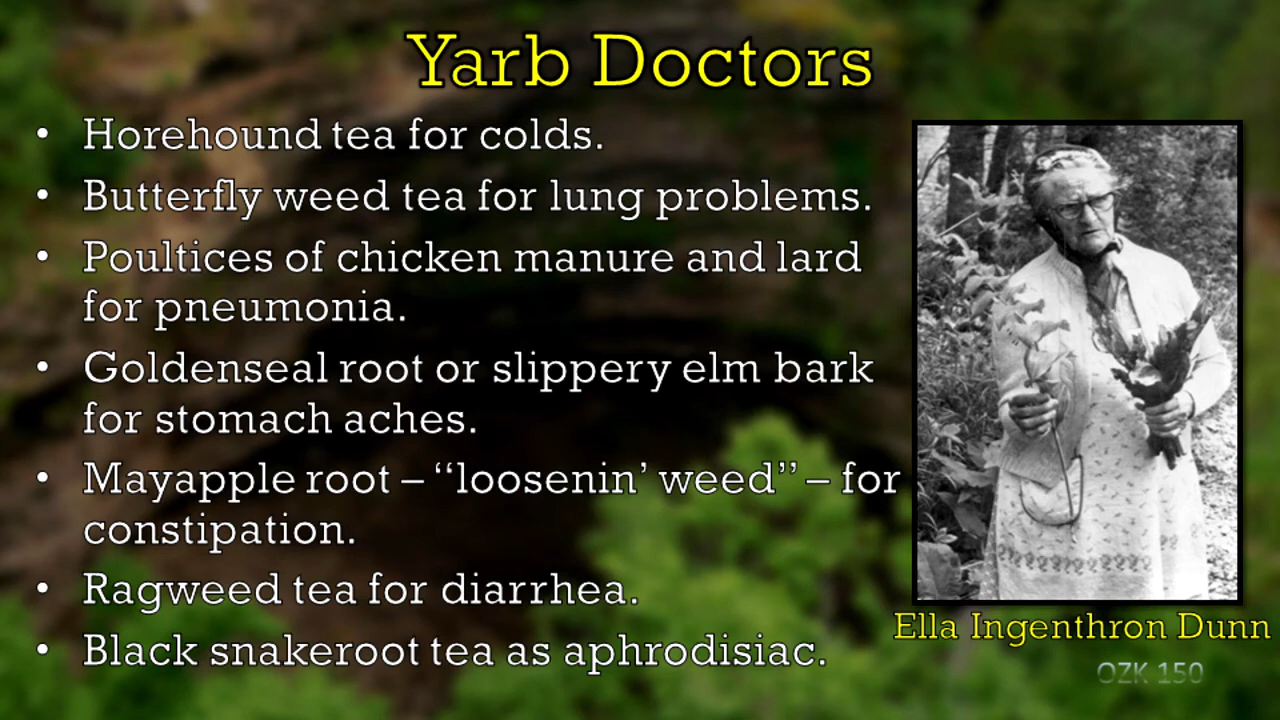 Yarb Doctors
• Horehound tea for colds.
• Butterfly weed tea for lung problems.
• Poultices of chicken manure and lard
for pneumonia.
• Goldenseal root or slippery elm bark
for stomach aches.
• Mayapple root – “loosenin’ weed” – for
constipation.
• Ragweed tea for diarrhea.
• Black snakeroot tea as aphrodisiac.
Ella Ingenthron Dunn
OZK 150